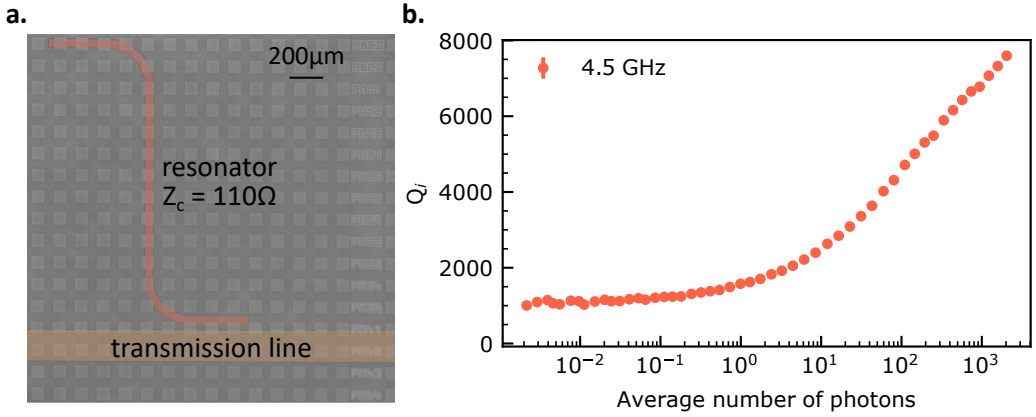 a.
200μm
resonator
Z_c = 110Ω
transmission line
b.
8000
6000
4000
2000
0
Q_i
4.5 GHz
10^-2 10^-1 10^0 10^1 10^2 10^3
Average number of photons